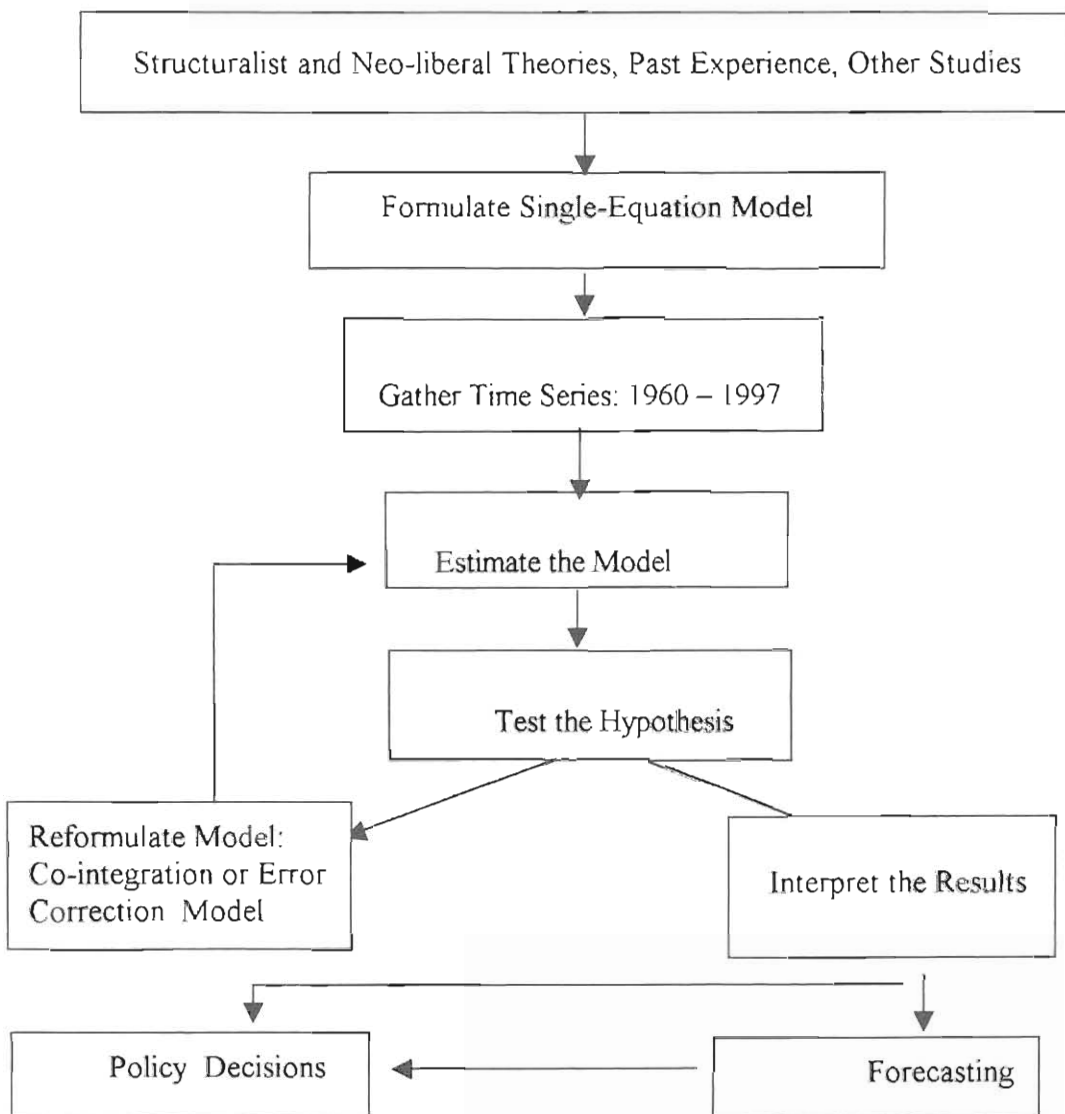 Structuralist and Neo-liberal Theories, Past Experience, Other Studies
Formulate Single-Equation Model
Gather Time Series: 1960 – 1997
Estimate the Model
Test the Hypothesis
Reformulate Model:
Co-integration or Error
Correction Model
Interpret the Results
Policy Decisions
Forecasting